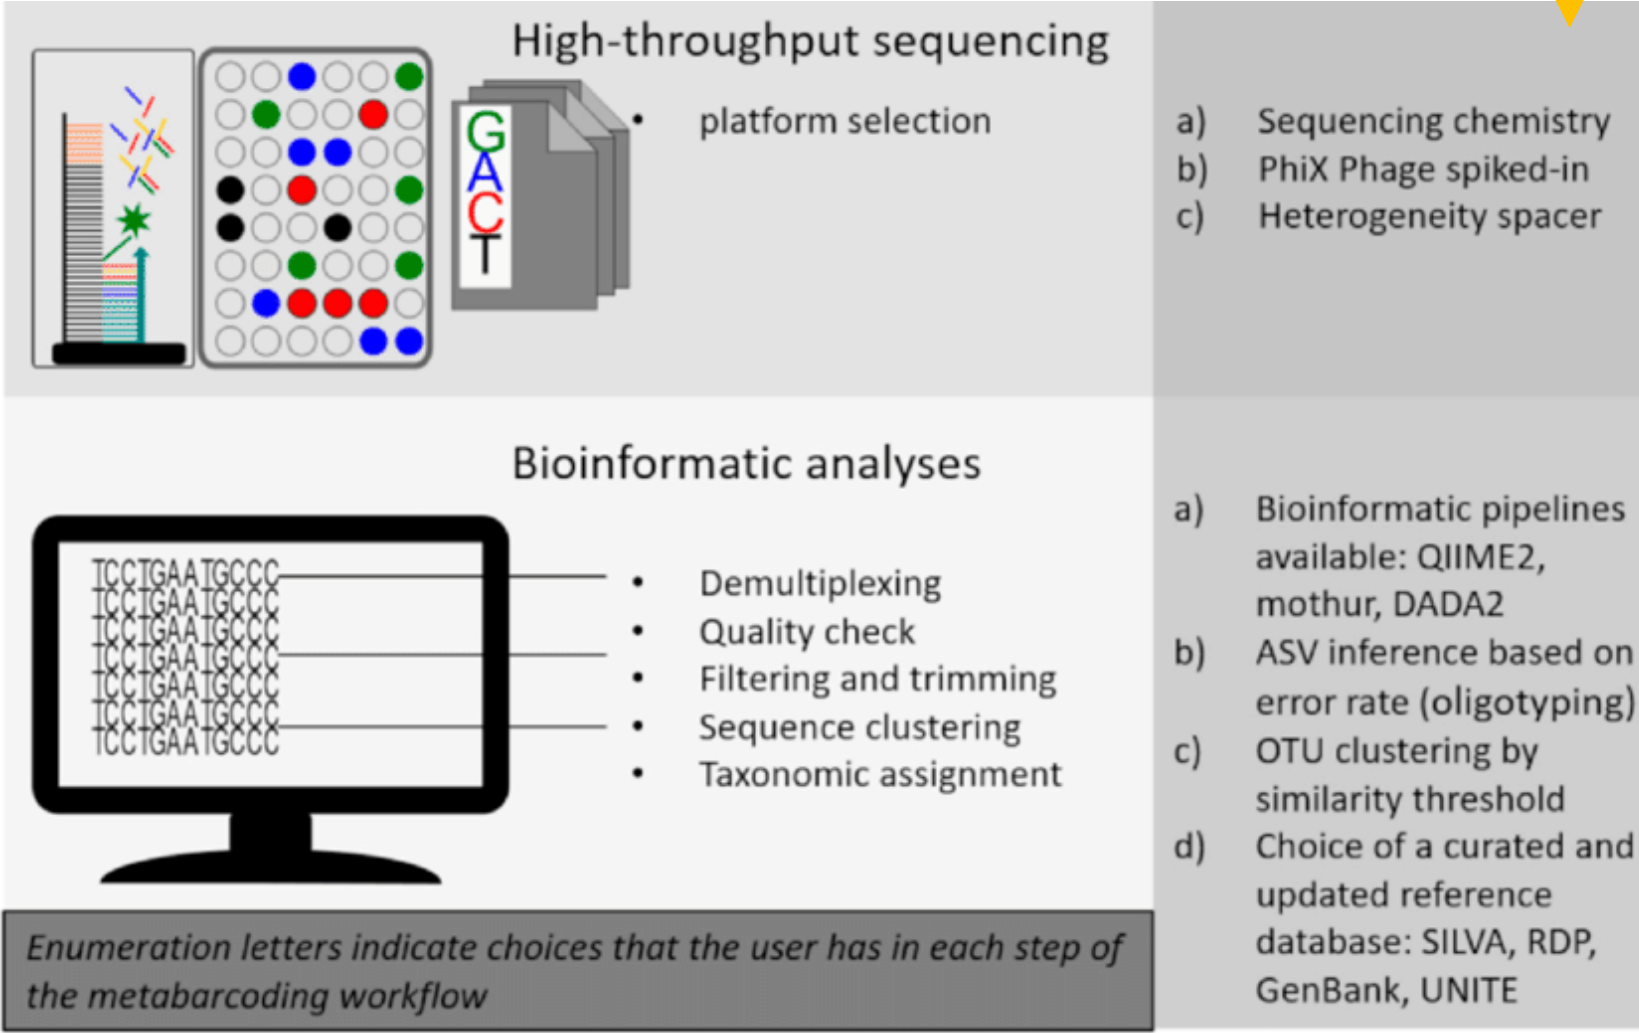 High-throughput sequencing
• platform selection
G
A
C
T
a) Sequencing chemistry
b) PhiX Phage spiked-in
c) Heterogeneity spacer
Bioinformatic analyses
TCCTGAATGCCC
TCCTGAATGCCC
TCCTGAATGCCC
TCCTGAATGCCC
TCCTGAATGCCC
TCCTGAATGCCC
TCCTGAATGCCC
• Demultiplexing
• Quality check
• Filtering and trimming
• Sequence clustering
• Taxonomic assignment
a) Bioinformatic pipelines
available: QIIME2,
mothur, DADA2
b) ASV inference based on
error rate (oligotyping)
c) OTU clustering by
similarity threshold
d) Choice of a curated and
updated reference
database: SILVA, RDP,
GenBank, UNITE
Enumeration letters indicate choices that the user has in each step of
the metabarcoding workflow